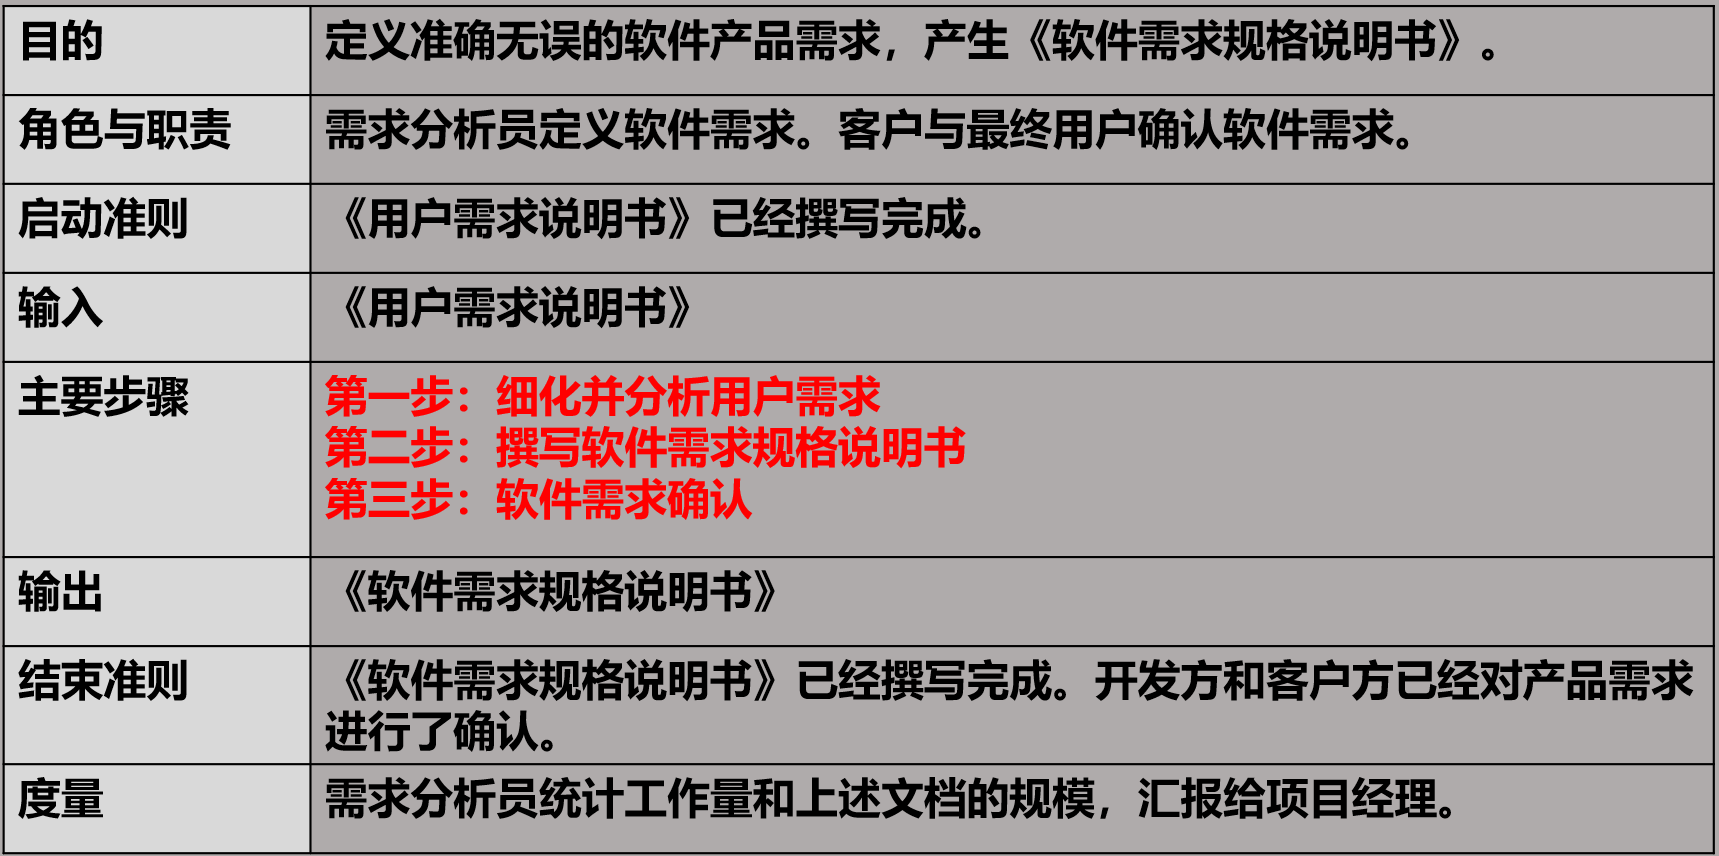 目的
定义准确无误的软件产品需求，产生《软件需求规格说明书》。
角色与职责
需求分析员定义软件需求。客户与最终用户确认软件需求。
启动准则
《用户需求说明书》已经撰写完成。
输入
《用户需求说明书》
主要步骤
第一步：细化并分析用户需求
第二步：撰写软件需求规格说明书
第三步：软件需求确认
输出
《软件需求规格说明书》
结束准则
《软件需求规格说明书》已经撰写完成。开发方和客户方已经对产品需求
进行了确认。
度量
需求分析员统计工作量和上述文档的规模，汇报给项目经理。